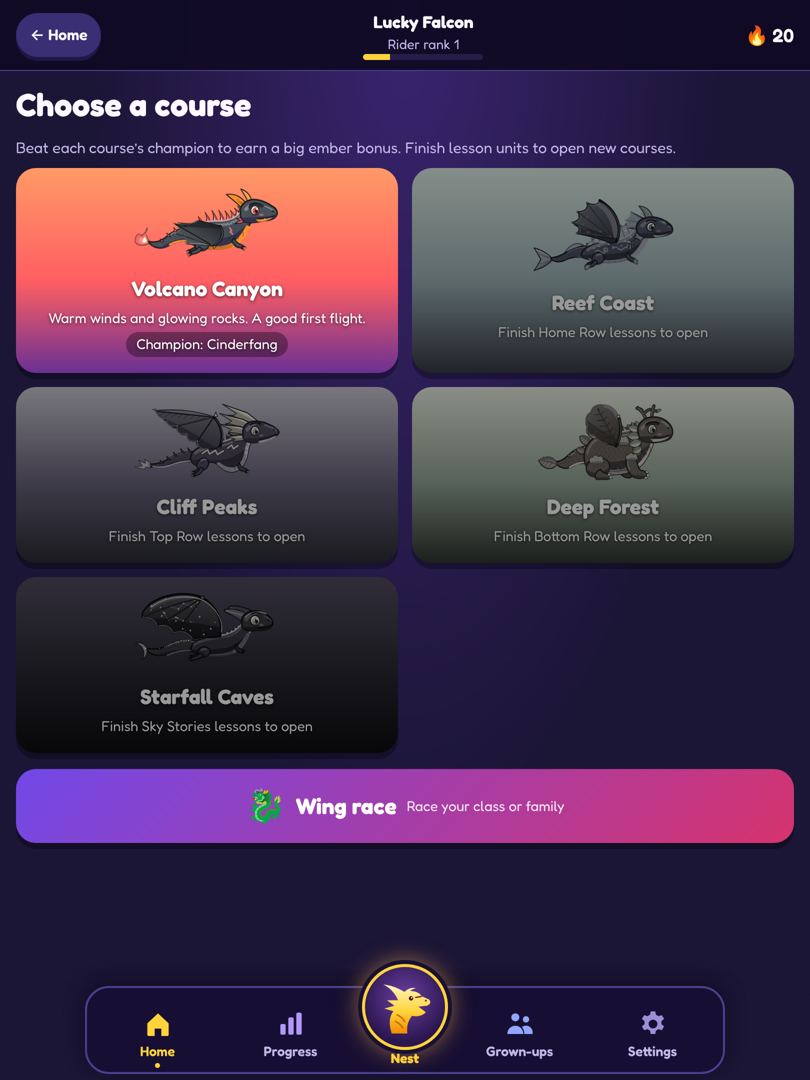 ← Home
Lucky Falcon
Rider rank 1
20
Choose a course
Beat each course's champion to earn a big ember bonus. Finish lesson units to open new courses.
Volcano Canyon
Warm winds and glowing rocks. A good first flight.
Champion: Cinderfang
Reef Coast
Finish Home Row lessons to open
Cliff Peaks
Finish Top Row lessons to open
Deep Forest
Finish Bottom Row lessons to open
Starfall Caves
Finish Sky Stories lessons to open
Wing race Race your class or family
Home
Progress
Nest
Grown-ups
Settings